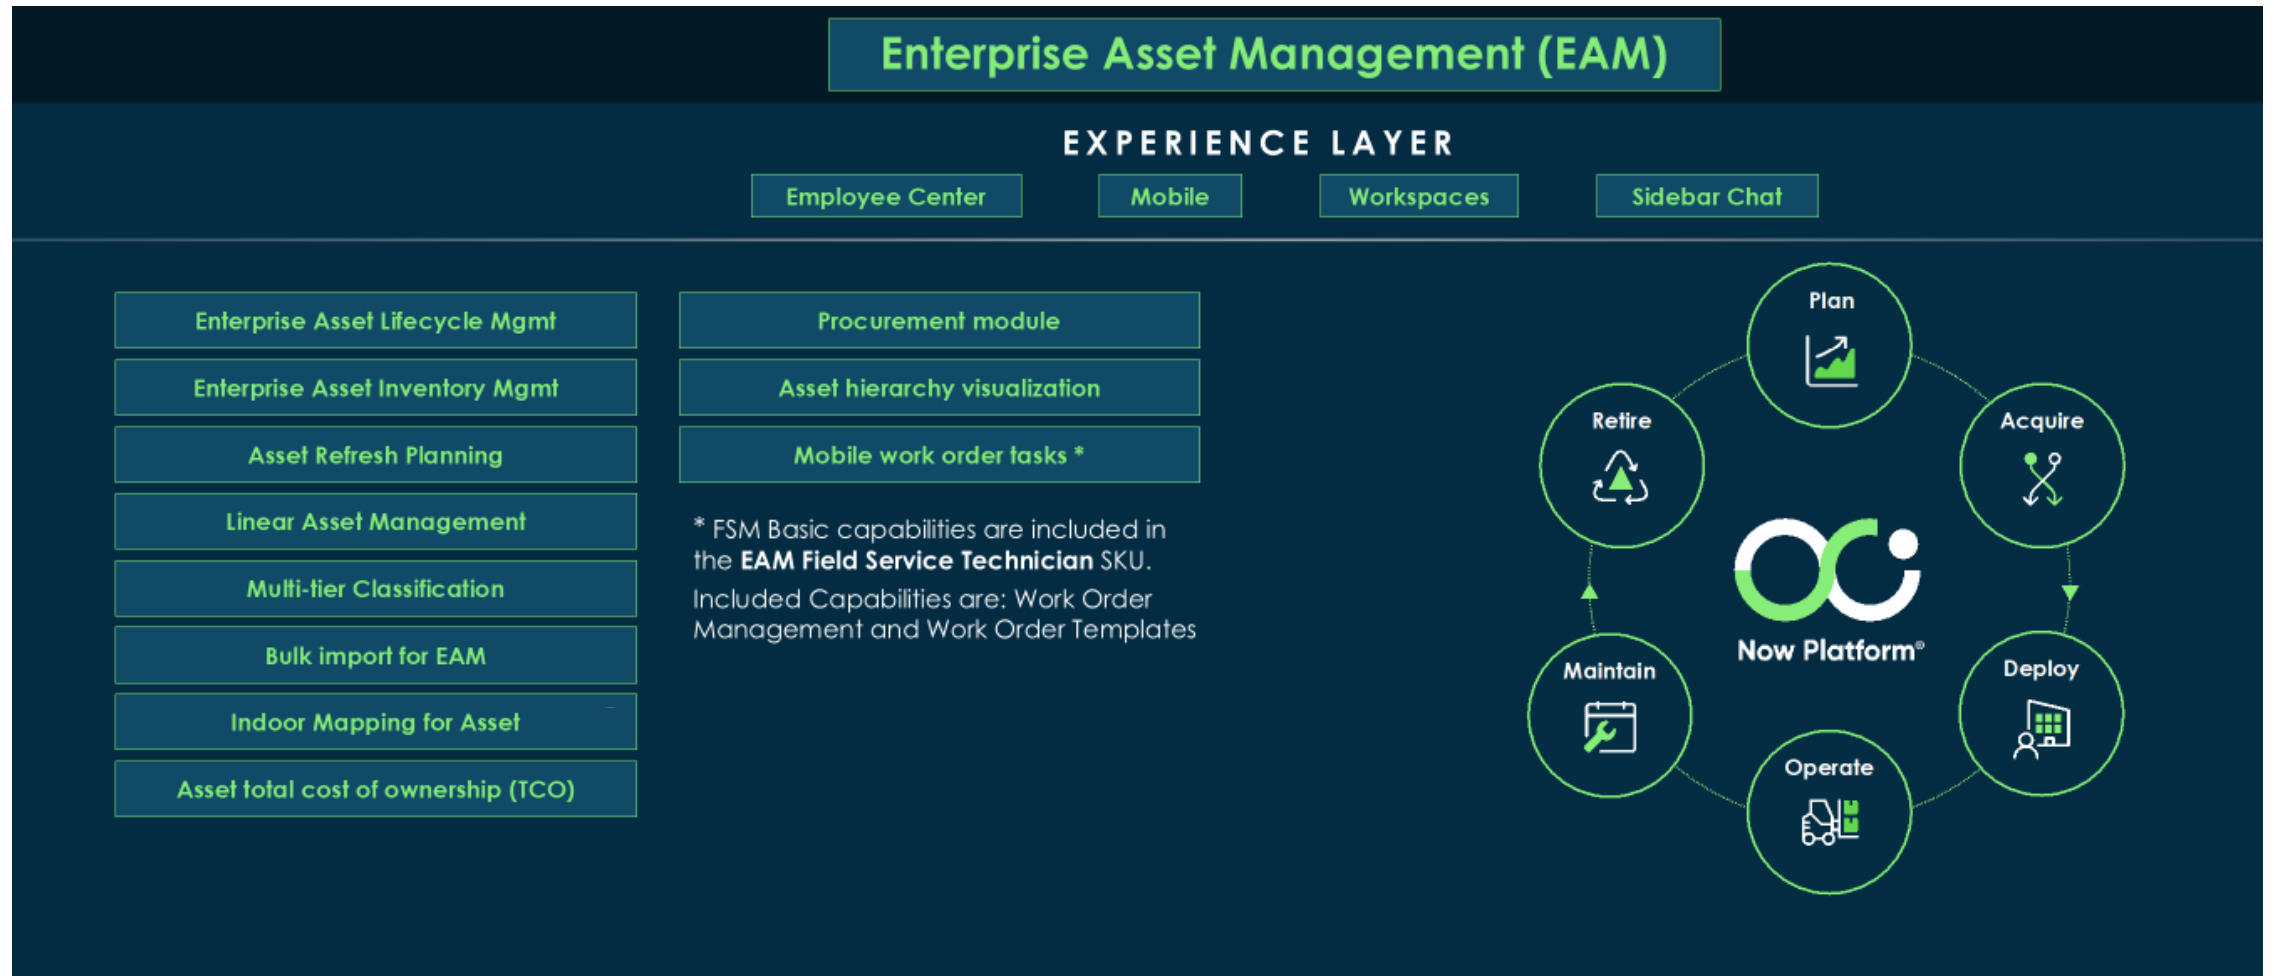 Enterprise Asset Management (EAM)
EXPERIENCE LAYER
Employee Center
Mobile
Workspaces
Sidebar Chat
Enterprise Asset Lifecycle Mgmt
Enterprise Asset Inventory Mgmt
Asset Refresh Planning
Linear Asset Management
Multi-tier Classification
Bulk import for EAM
Indoor Mapping for Asset
Asset total cost of ownership (TCO)
Procurement module
Asset hierarchy visualization
Mobile work order tasks *
* FSM Basic capabilities are included in
the EAM Field Service Technician SKU.
Included Capabilities are: Work Order
Management and Work Order Templates
Plan
Acquire
Deploy
Operate
Maintain
Retire
Now Platform®